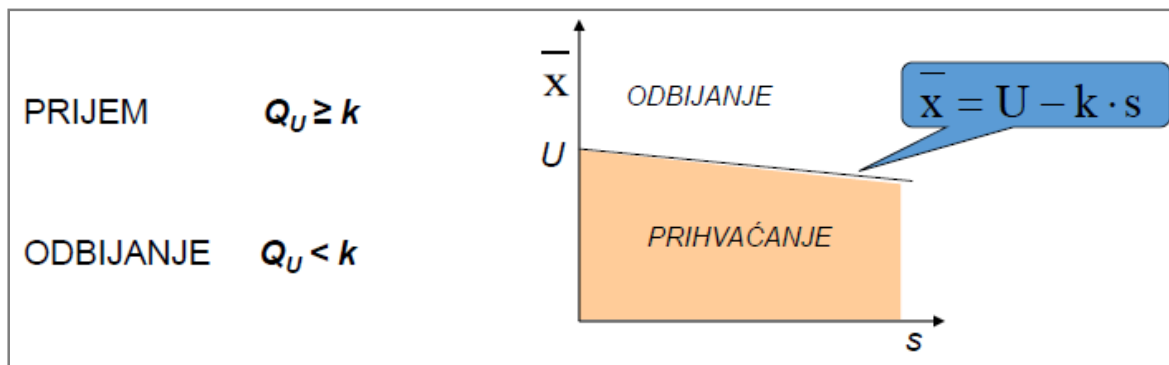 PRIJEM Q_U ≥ k
ODBIJANJE Q_U < k
x̄
ODBIJANJE
x̄ = U – k · s
U
PRIHVAĆANJE
s